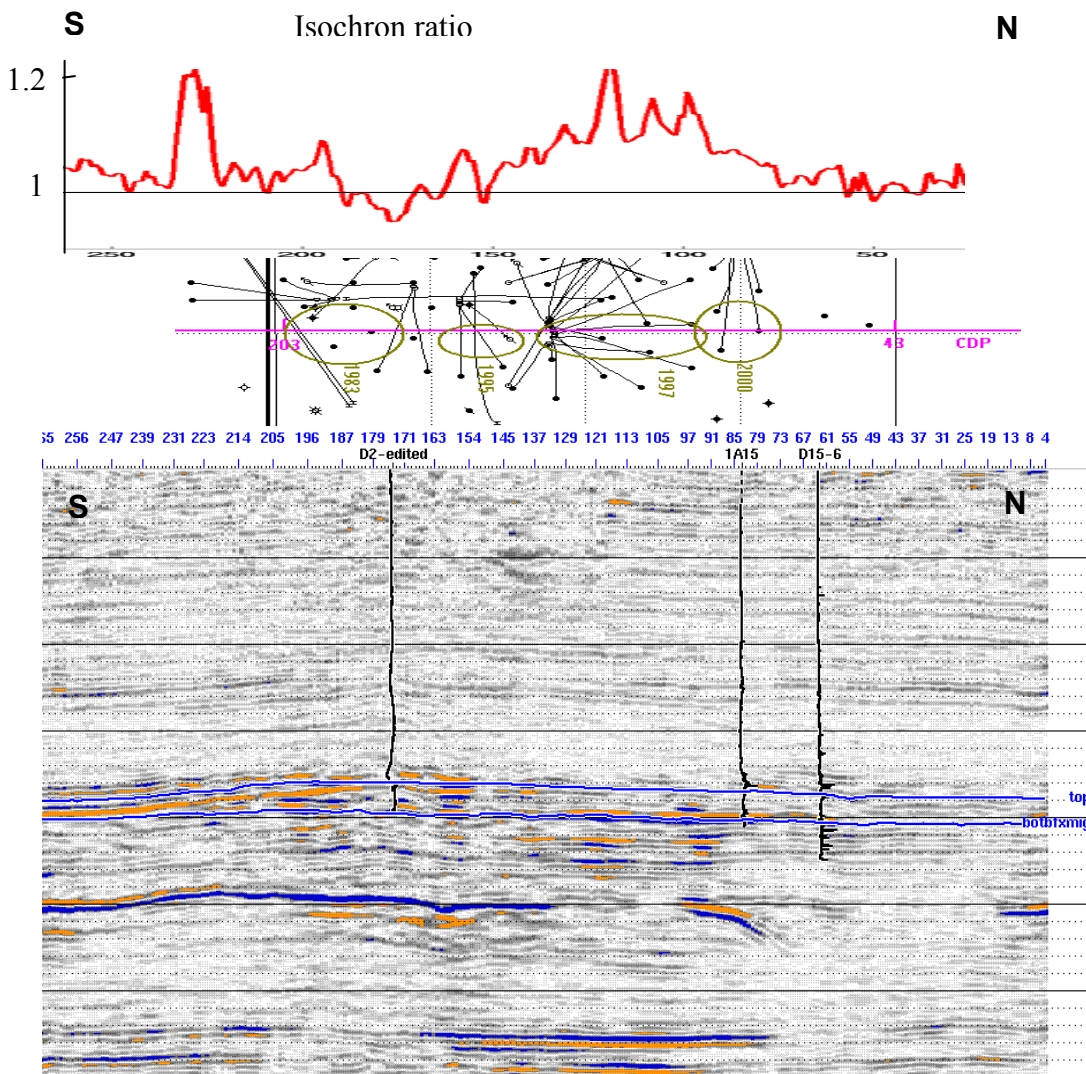 S Isochron ratio N
1.2
1
250 200 150 100 50
203 43 CDP
1983 1995 1997 2000
65 256 247 239 231 223 214 205 196 187 179 171 163 154 145 137 129 121 113 105 97 91 85 79 73 67 61 55 49 43 37 31 25 19 13 8 4
D2-edited 1A15 D15-6
S N
top
botbfxmig